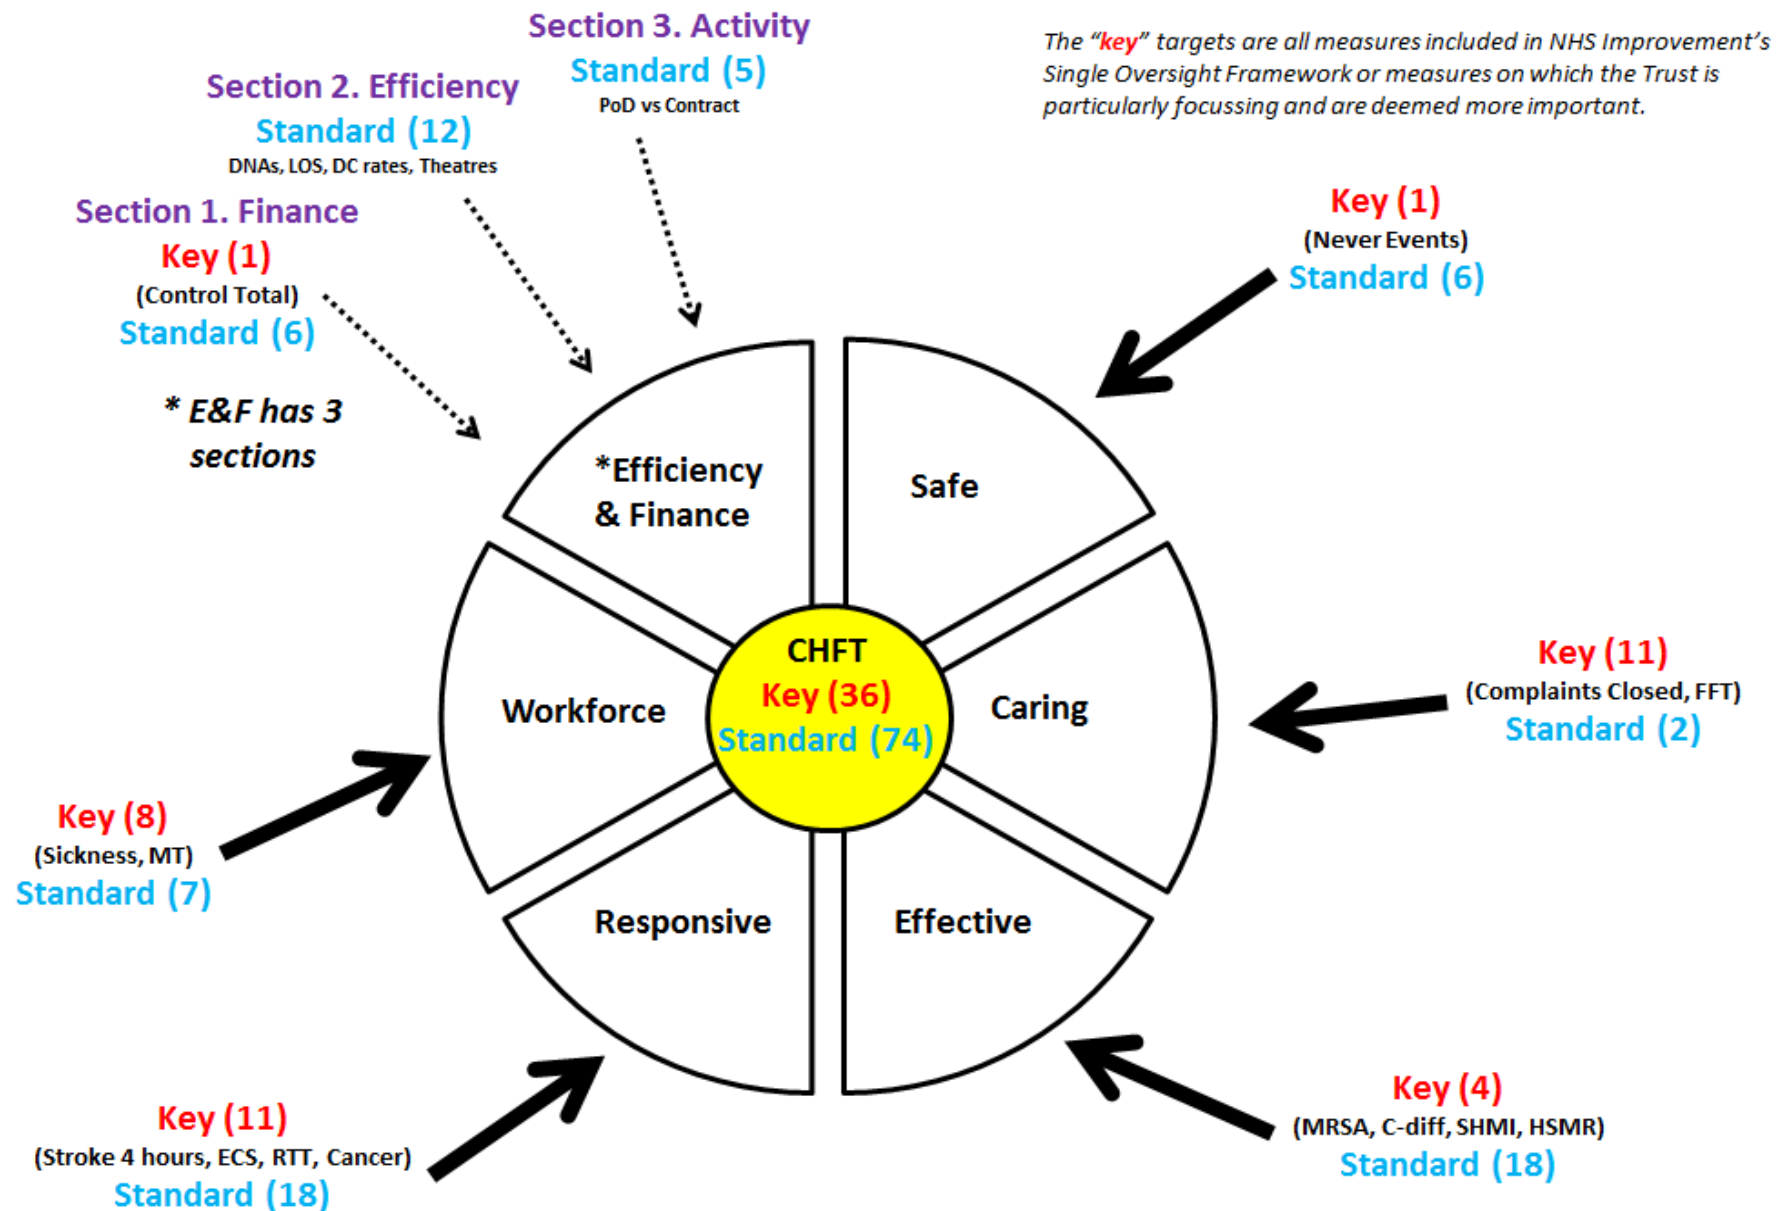 Section 3. Activity
Standard (5)
PoD vs Contract
The “key” targets are all measures included in NHS Improvement’s
Single Oversight Framework or measures on which the Trust is
particularly focussing and are deemed more important.
Section 2. Efficiency
Standard (12)
DNAs, LOS, DC rates, Theatres
Section 1. Finance
Key (1)
(Control Total)
Standard (6)
* E&F has 3
sections
Key (1)
(Never Events)
Standard (6)
*Efficiency
& Finance
Safe
Workforce
CHFT
Key (36)
Standard (74)
Caring
Key (11)
(Complaints Closed, FFT)
Standard (2)
Key (8)
(Sickness, MT)
Standard (7)
Responsive
Effective
Key (11)
(Stroke 4 hours, ECS, RTT, Cancer)
Standard (18)
Key (4)
(MRSA, C-diff, SHMI, HSMR)
Standard (18)